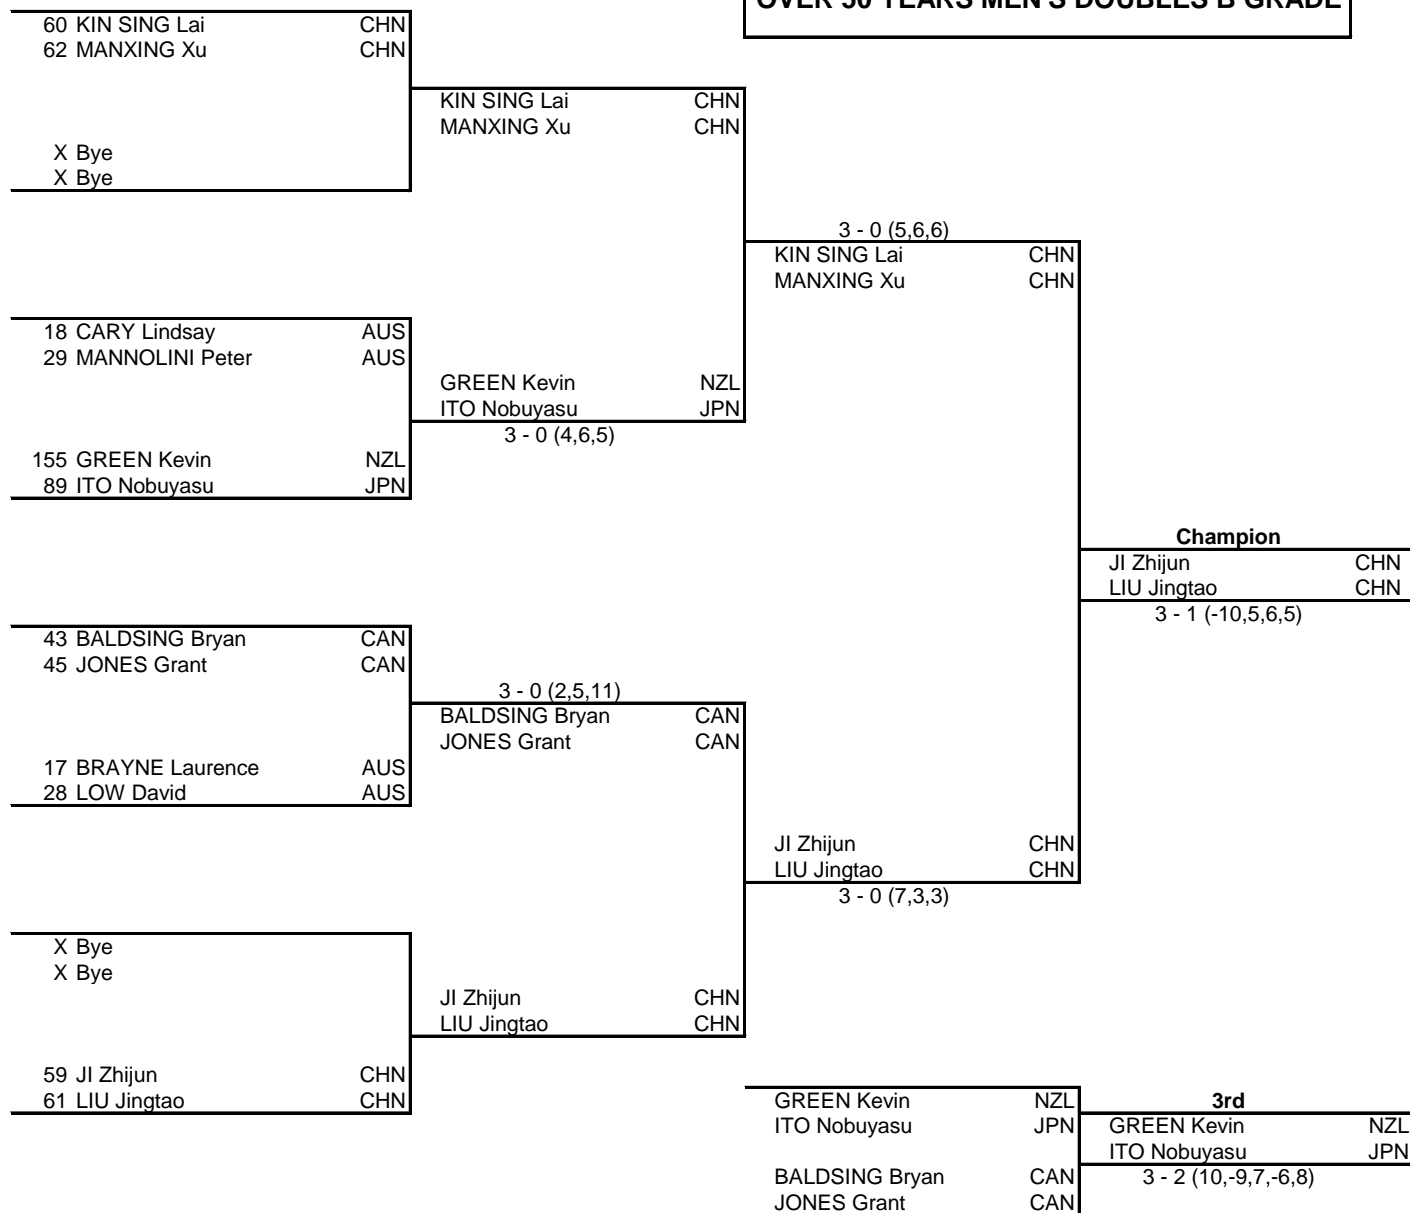 OVER 50 YEARS MEN'S DOUBLES B GRADE
60 KIN SING Lai CHN
62 MANXING Xu CHN
KIN SING Lai CHN
MANXING Xu CHN
X Bye
X Bye
3 - 0 (5,6,6)
KIN SING Lai CHN
MANXING Xu CHN
18 CARY Lindsay AUS
29 MANNOLINI Peter AUS
GREEN Kevin NZL
ITO Nobuyasu JPN
3 - 0 (4,6,5)
155 GREEN Kevin NZL
89 ITO Nobuyasu JPN
Champion
JI Zhijun CHN
LIU Jingtao CHN
3 - 1 (-10,5,6,5)
43 BALDSING Bryan CAN
45 JONES Grant CAN
3 - 0 (2,5,11)
BALDSING Bryan CAN
JONES Grant CAN
17 BRAYNE Laurence AUS
28 LOW David AUS
JI Zhijun CHN
LIU Jingtao CHN
3 - 0 (7,3,3)
X Bye
X Bye
JI Zhijun CHN
LIU Jingtao CHN
59 JI Zhijun CHN
61 LIU Jingtao CHN
GREEN Kevin NZL
ITO Nobuyasu JPN
3rd
GREEN Kevin NZL
ITO Nobuyasu JPN
3 - 2 (10,-9,7,-6,8)
BALDSING Bryan CAN
JONES Grant CAN